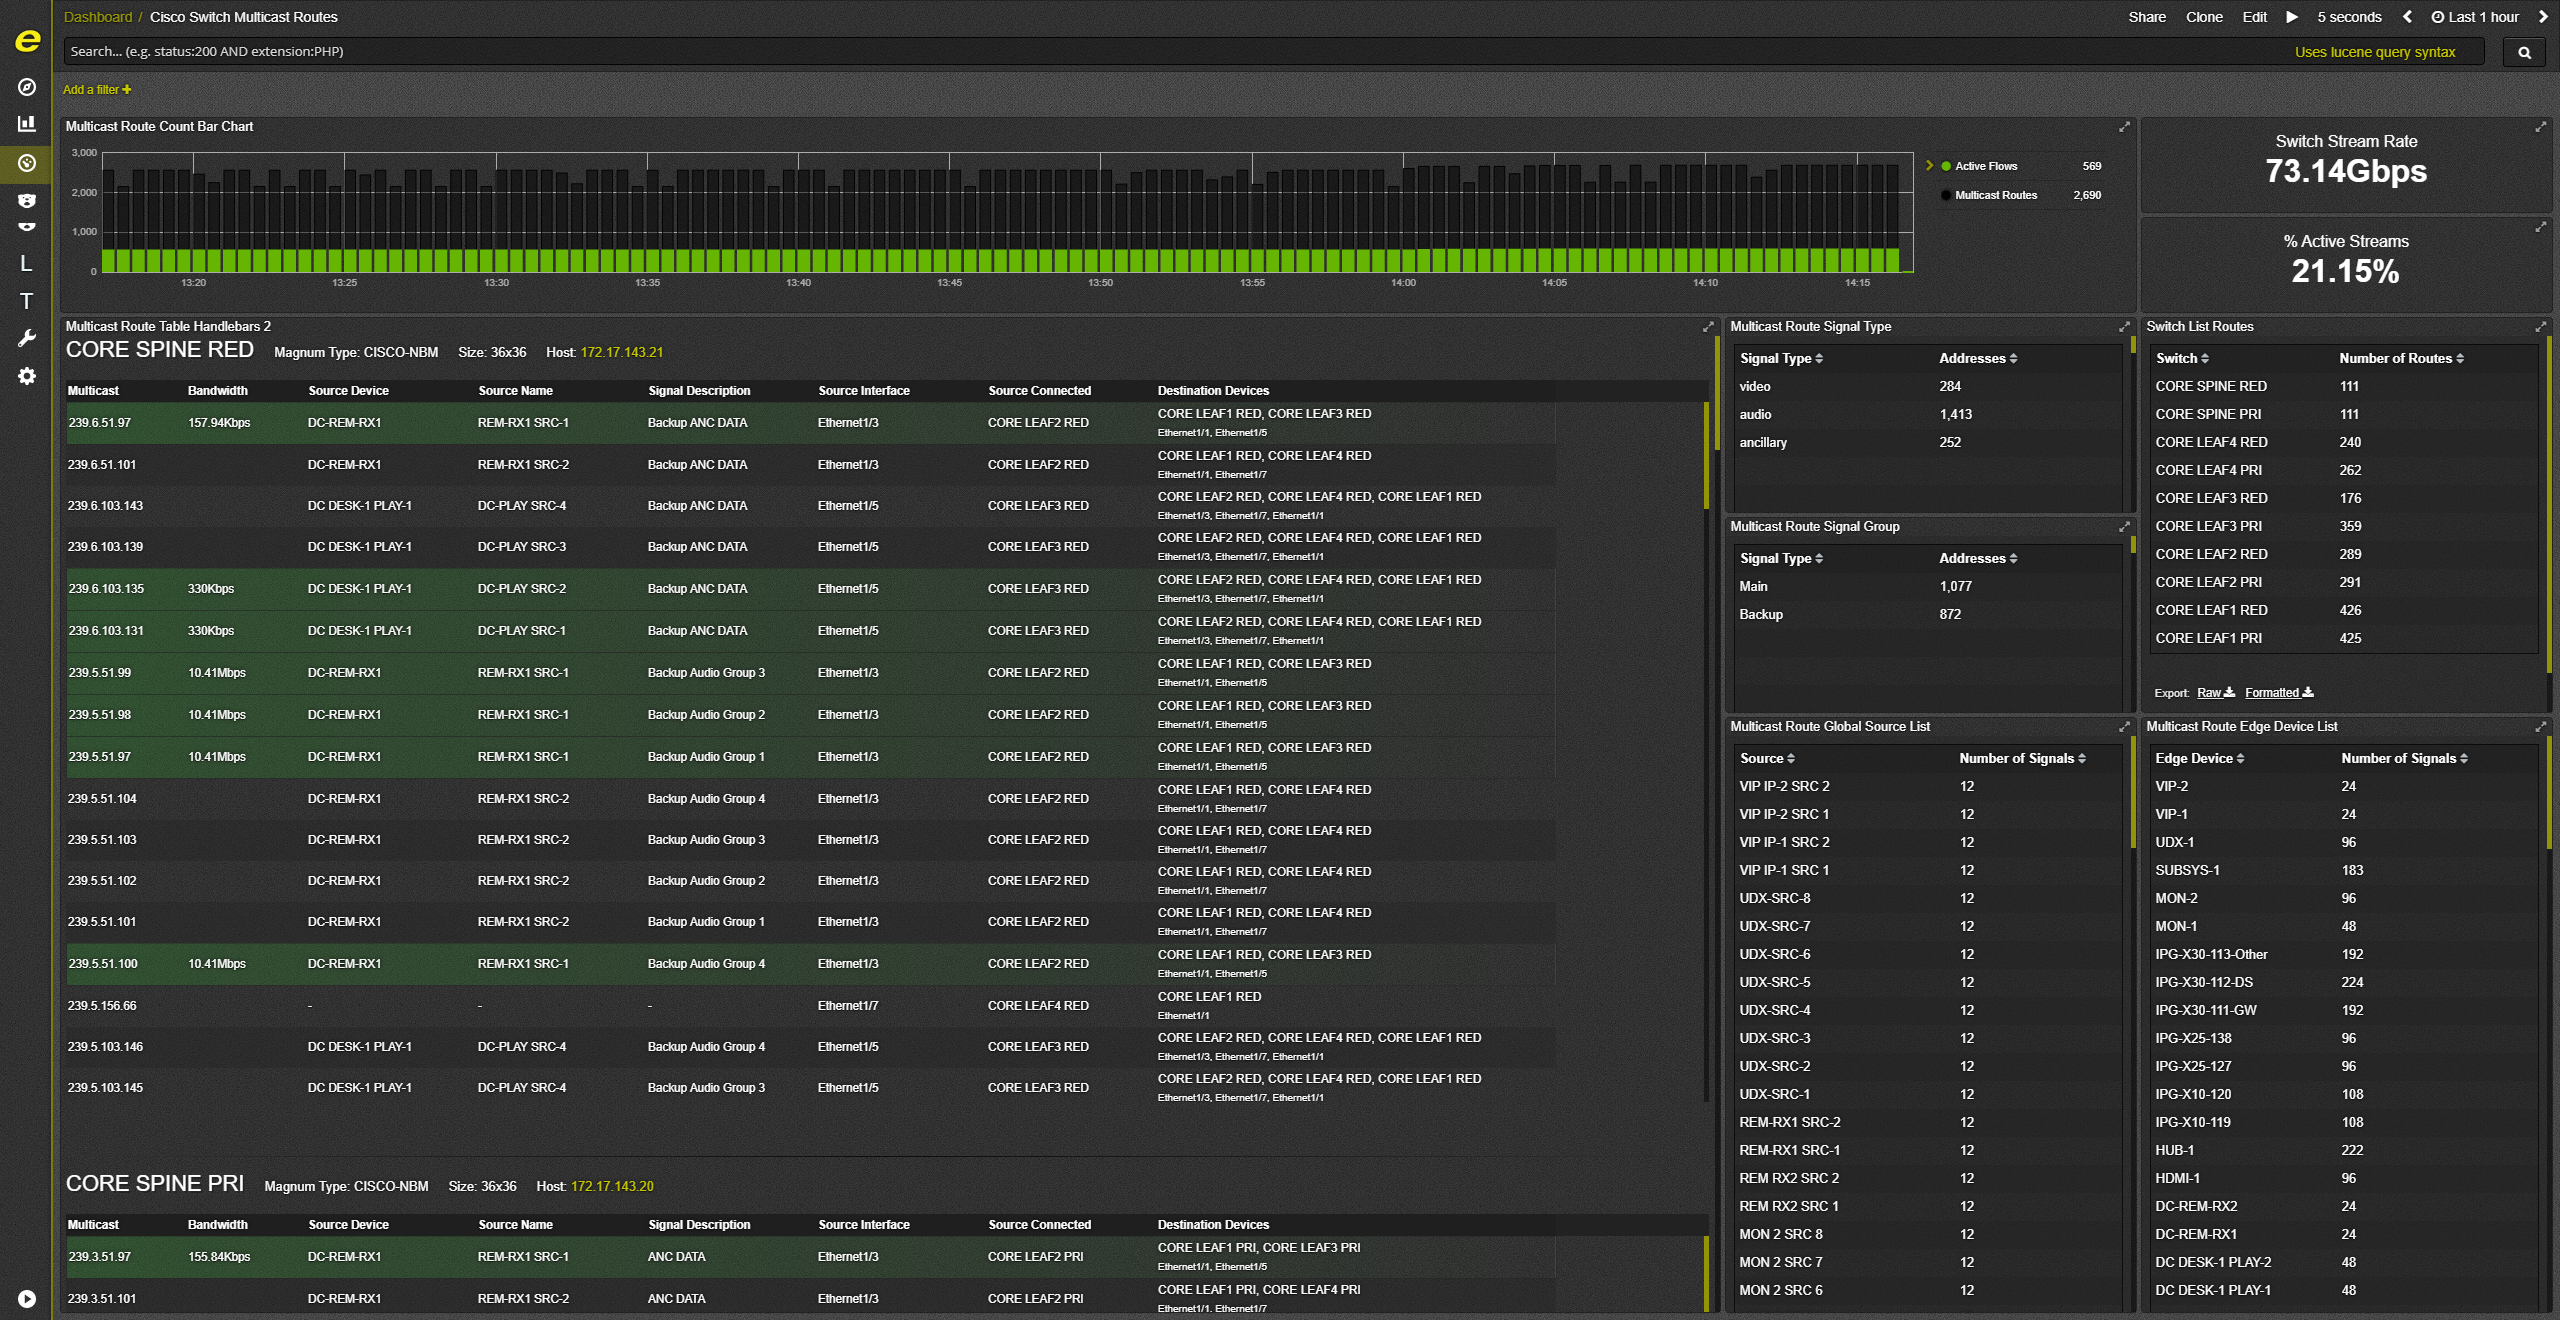 Dashboard / Cisco Switch Multicast Routes
Share Clone Edit 5 seconds Last 1 hour
e
Search... (e.g. status:200 AND extension:PHP) Uses lucene query syntax
Add a filter
L
T
Multicast Route Count Bar Chart
3,000
2,000
1,000
0
13:20 13:25 13:30 13:35 13:40 13:45 13:50 13:55 14:00 14:05 14:10 14:15
Active Flows 569
Multicast Routes 2,690
Switch Stream Rate
73.14Gbps
% Active Streams
21.15%
Multicast Route Table Handlebars 2
CORE SPINE RED Magnum Type: CISCO-NBM Size: 36x36 Host: 172.17.143.21
Multicast Bandwidth Source Device Source Name Signal Description Source Interface Source Connected Destination Devices
239.6.51.97 157.94Kbps DC-REM-RX1 REM-RX1 SRC-1 Backup ANC DATA Ethernet1/3 CORE LEAF2 RED CORE LEAF1 RED, CORE LEAF3 RED
Ethernet1/1, Ethernet1/5
239.6.51.101 DC-REM-RX1 REM-RX1 SRC-2 Backup ANC DATA Ethernet1/3 CORE LEAF2 RED CORE LEAF1 RED, CORE LEAF4 RED
Ethernet1/1, Ethernet1/7
239.6.103.143 DC DESK-1 PLAY-1 DC-PLAY SRC-4 Backup ANC DATA Ethernet1/5 CORE LEAF3 RED CORE LEAF2 RED, CORE LEAF4 RED, CORE LEAF1 RED
Ethernet1/3, Ethernet1/7, Ethernet1/1
239.6.103.139 DC DESK-1 PLAY-1 DC-PLAY SRC-3 Backup ANC DATA Ethernet1/5 CORE LEAF3 RED CORE LEAF2 RED, CORE LEAF4 RED, CORE LEAF1 RED
Ethernet1/3, Ethernet1/7, Ethernet1/1
239.6.103.135 330Kbps DC DESK-1 PLAY-1 DC-PLAY SRC-2 Backup ANC DATA Ethernet1/5 CORE LEAF3 RED CORE LEAF2 RED, CORE LEAF4 RED, CORE LEAF1 RED
Ethernet1/3, Ethernet1/7, Ethernet1/1
239.6.103.131 330Kbps DC DESK-1 PLAY-1 DC-PLAY SRC-1 Backup ANC DATA Ethernet1/5 CORE LEAF3 RED CORE LEAF2 RED, CORE LEAF4 RED, CORE LEAF1 RED
Ethernet1/3, Ethernet1/7, Ethernet1/1
239.5.51.99 10.41Mbps DC-REM-RX1 REM-RX1 SRC-1 Backup Audio Group 3 Ethernet1/3 CORE LEAF2 RED CORE LEAF1 RED, CORE LEAF3 RED
Ethernet1/1, Ethernet1/5
239.5.51.98 10.41Mbps DC-REM-RX1 REM-RX1 SRC-1 Backup Audio Group 2 Ethernet1/3 CORE LEAF2 RED CORE LEAF1 RED, CORE LEAF3 RED
Ethernet1/1, Ethernet1/5
239.5.51.97 10.41Mbps DC-REM-RX1 REM-RX1 SRC-1 Backup Audio Group 1 Ethernet1/3 CORE LEAF2 RED CORE LEAF1 RED, CORE LEAF3 RED
Ethernet1/1, Ethernet1/5
239.5.51.104 DC-REM-RX1 REM-RX1 SRC-2 Backup Audio Group 4 Ethernet1/3 CORE LEAF2 RED CORE LEAF1 RED, CORE LEAF4 RED
Ethernet1/1, Ethernet1/7
239.5.51.103 DC-REM-RX1 REM-RX1 SRC-2 Backup Audio Group 3 Ethernet1/3 CORE LEAF2 RED CORE LEAF1 RED, CORE LEAF4 RED
Ethernet1/1, Ethernet1/7
239.5.51.102 DC-REM-RX1 REM-RX1 SRC-2 Backup Audio Group 2 Ethernet1/3 CORE LEAF2 RED CORE LEAF1 RED, CORE LEAF4 RED
Ethernet1/1, Ethernet1/7
239.5.51.101 DC-REM-RX1 REM-RX1 SRC-2 Backup Audio Group 1 Ethernet1/3 CORE LEAF2 RED CORE LEAF1 RED, CORE LEAF4 RED
Ethernet1/1, Ethernet1/7
239.5.51.100 10.41Mbps DC-REM-RX1 REM-RX1 SRC-1 Backup Audio Group 4 Ethernet1/3 CORE LEAF2 RED CORE LEAF1 RED, CORE LEAF3 RED
Ethernet1/1, Ethernet1/5
239.5.156.66 - - - Ethernet1/7 CORE LEAF4 RED CORE LEAF1 RED
Ethernet1/1
239.5.103.146 DC DESK-1 PLAY-1 DC-PLAY SRC-4 Backup Audio Group 4 Ethernet1/5 CORE LEAF3 RED CORE LEAF2 RED, CORE LEAF4 RED, CORE LEAF1 RED
Ethernet1/3, Ethernet1/7, Ethernet1/1
239.5.103.145 DC DESK-1 PLAY-1 DC-PLAY SRC-4 Backup Audio Group 3 Ethernet1/5 CORE LEAF3 RED CORE LEAF2 RED, CORE LEAF4 RED, CORE LEAF1 RED
Ethernet1/3, Ethernet1/7, Ethernet1/1
CORE SPINE PRI Magnum Type: CISCO-NBM Size: 36x36 Host: 172.17.143.20
Multicast Bandwidth Source Device Source Name Signal Description Source Interface Source Connected Destination Devices
239.3.51.97 155.84Kbps DC-REM-RX1 REM-RX1 SRC-1 ANC DATA Ethernet1/3 CORE LEAF2 PRI CORE LEAF1 PRI, CORE LEAF3 PRI
Ethernet1/1, Ethernet1/5
239.3.51.101 DC-REM-RX1 REM-RX1 SRC-2 ANC DATA Ethernet1/3 CORE LEAF2 PRI CORE LEAF1 PRI, CORE LEAF4 PRI
Ethernet1/1, Ethernet1/7
Multicast Route Signal Type
Signal Type Addresses
video 284
audio 1,413
ancillary 252
Multicast Route Signal Group
Signal Type Addresses
Main 1,077
Backup 872
Switch List Routes
Switch Number of Routes
CORE SPINE RED 111
CORE SPINE PRI 111
CORE LEAF4 RED 240
CORE LEAF4 PRI 262
CORE LEAF3 RED 176
CORE LEAF3 PRI 359
CORE LEAF2 RED 289
CORE LEAF2 PRI 291
CORE LEAF1 RED 426
CORE LEAF1 PRI 425
Export: Raw Formatted
Multicast Route Global Source List
Source Number of Signals
VIP IP-2 SRC 2 12
VIP IP-2 SRC 1 12
VIP IP-1 SRC 2 12
VIP IP-1 SRC 1 12
UDX-SRC-8 12
UDX-SRC-7 12
UDX-SRC-6 12
UDX-SRC-5 12
UDX-SRC-4 12
UDX-SRC-3 12
UDX-SRC-2 12
UDX-SRC-1 12
REM-RX1 SRC-2 12
REM-RX1 SRC-1 12
REM RX2 SRC 2 12
REM RX2 SRC 1 12
MON 2 SRC 8 12
MON 2 SRC 7 12
MON 2 SRC 6 12
Multicast Route Edge Device List
Edge Device Number of Signals
VIP-2 24
VIP-1 24
UDX-1 96
SUBSYS-1 183
MON-2 96
MON-1 48
IPG-X30-113-Other 192
IPG-X30-112-DS 224
IPG-X30-111-GW 192
IPG-X25-138 96
IPG-X25-127 96
IPG-X10-120 108
IPG-X10-119 108
HUB-1 222
HDMI-1 96
DC-REM-RX2 24
DC-REM-RX1 24
DC DESK-1 PLAY-2 48
DC DESK-1 PLAY-1 48